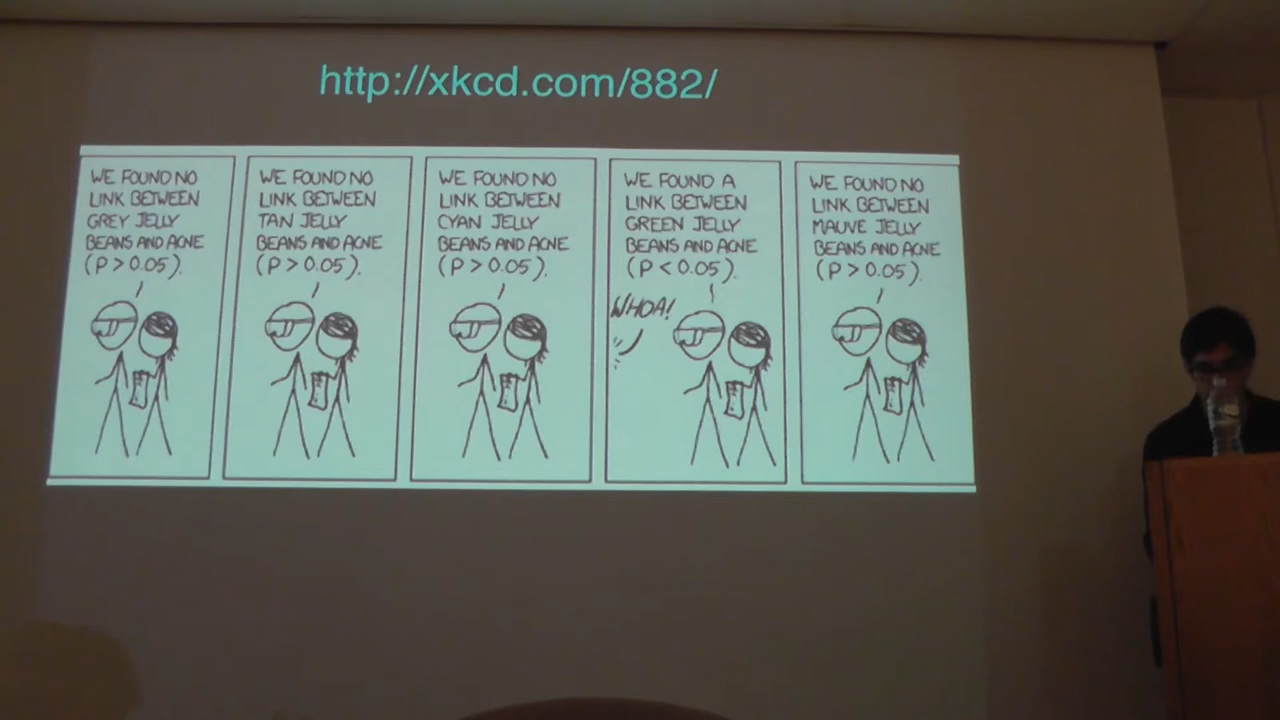 http://xkcd.com/882/
WE FOUND NO
LINK BETWEEN
GREY JELLY
BEANS AND ACNE
(P > 0.05).
WE FOUND NO
LINK BETWEEN
TAN JELLY
BEANS AND ACNE
(P > 0.05).
WE FOUND NO
LINK BETWEEN
CYAN JELLY
BEANS AND ACNE
(P > 0.05).
WE FOUND A
LINK BETWEEN
GREEN JELLY
BEANS AND ACNE
(P < 0.05).
WHOA!
WE FOUND NO
LINK BETWEEN
MAUVE JELLY
BEANS AND ACNE
(P > 0.05).